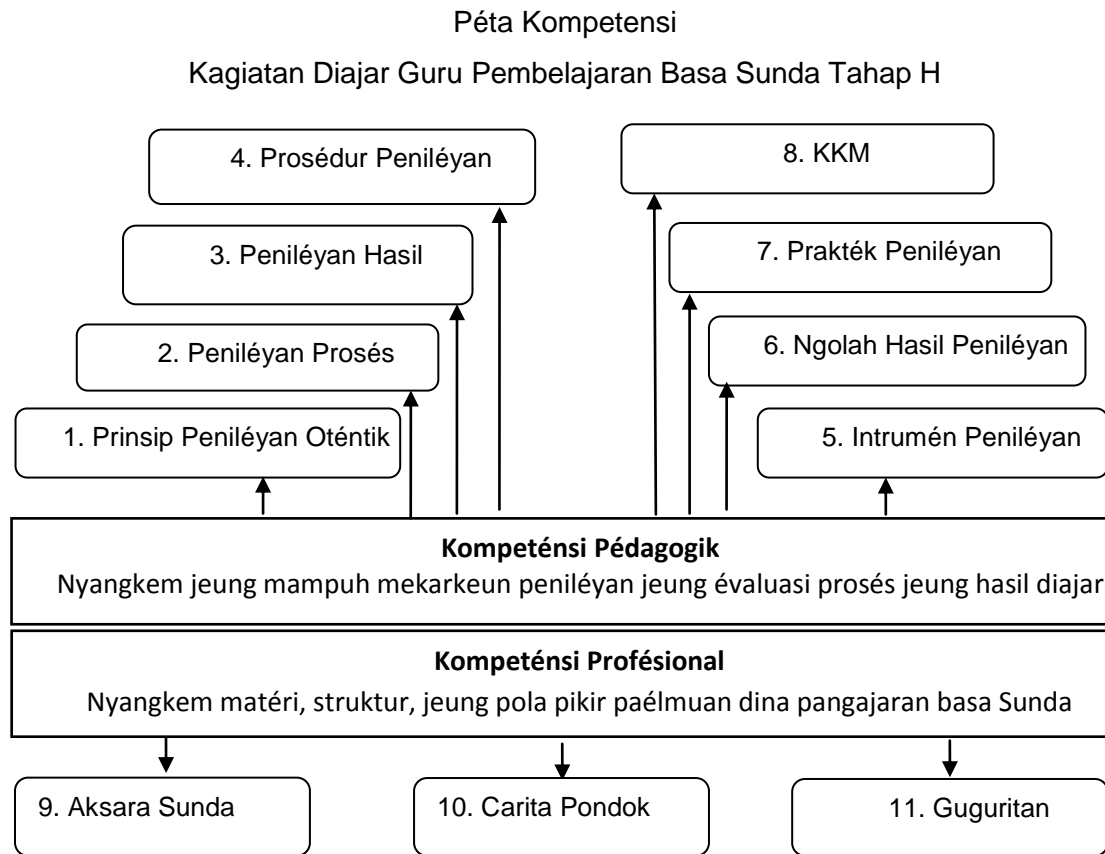 Péta Kompetensi
Kagiatan Diajar Guru Pembelajaran Basa Sunda Tahap H
4. Prosédur Peniléyan
8. KKM
3. Peniléyan Hasil
7. Prakték Peniléyan
2. Peniléyan Prosés
6. Ngolah Hasil Peniléyan
1. Prinsip Peniléyan Oténtik
5. Intrumén Peniléyan
Kompeténsi Pédagogik
Nyangkem jeung mampuh mekarkeun peniléyan jeung évaluasi prosés jeung hasil diajar
Kompeténsi Profésional
Nyangkem matéri, struktur, jeung pola pikir paélmuan dina pangajaran basa Sunda
9. Aksara Sunda
10. Carita Pondok
11. Guguritan